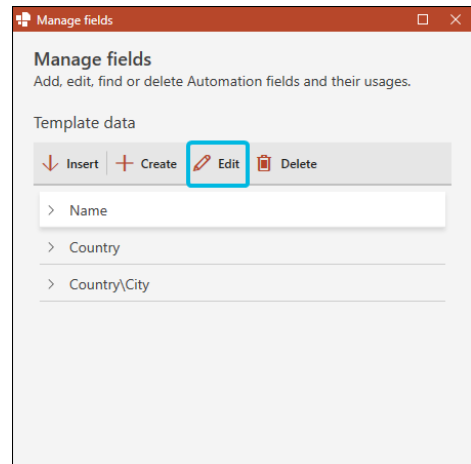 Manage fields
Manage fields
Add, edit, find or delete Automation fields and their usages.
Template data
Insert Create Edit Delete
Name
Country
Country\City